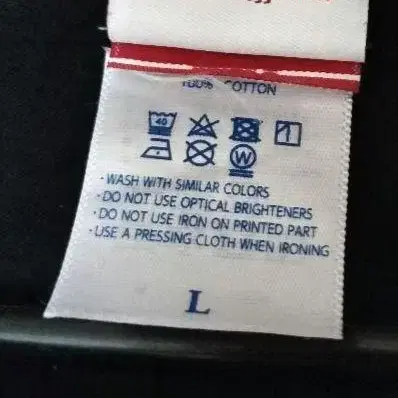 100% COTTON
40
W
· WASH WITH SIMILAR COLORS
· DO NOT USE OPTICAL BRIGHTENERS
· DO NOT USE IRON ON PRINTED PART
· USE A PRESSING CLOTH WHEN IRONING
L